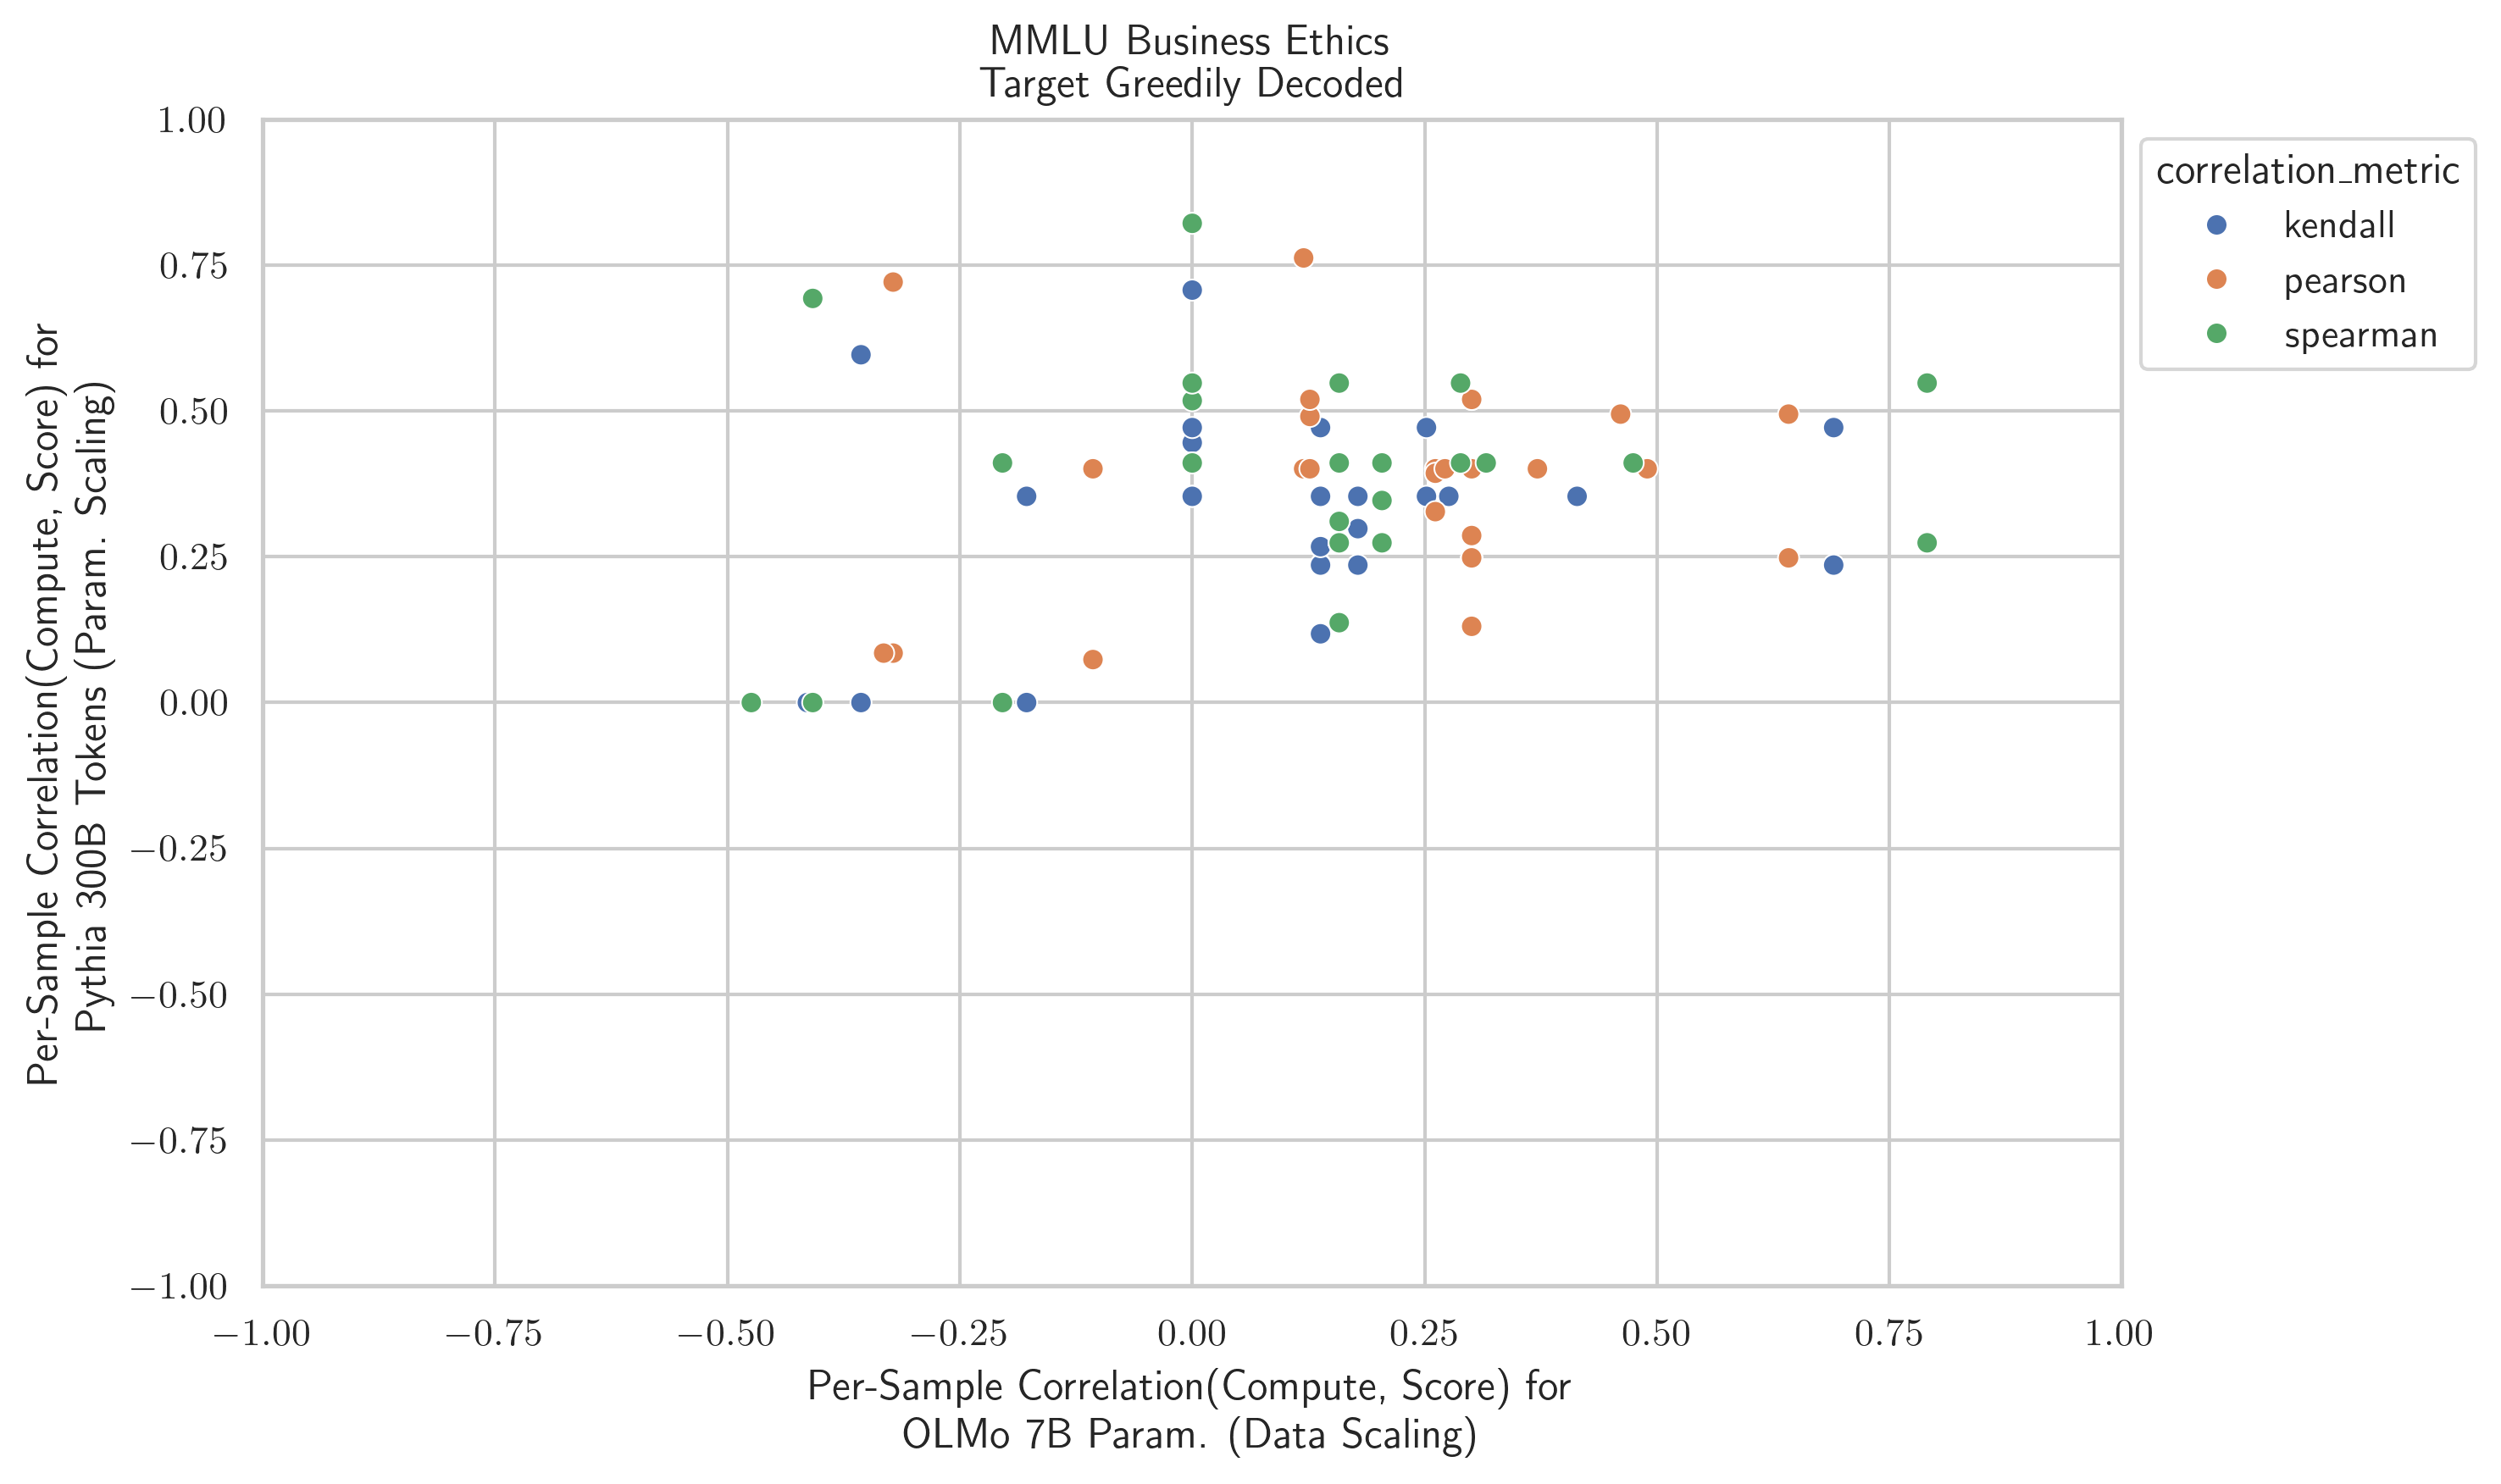 MMLU Business Ethics
Target Greedily Decoded
Per-Sample Correlation(Compute, Score) for
Pythia 300B Tokens (Param. Scaling)
1.00
0.75
0.50
0.25
0.00
−0.25
−0.50
−0.75
−1.00
−1.00 −0.75 −0.50 −0.25 0.00 0.25 0.50 0.75 1.00
Per-Sample Correlation(Compute, Score) for
OLMo 7B Param. (Data Scaling)
correlation_metric
kendall
pearson
spearman